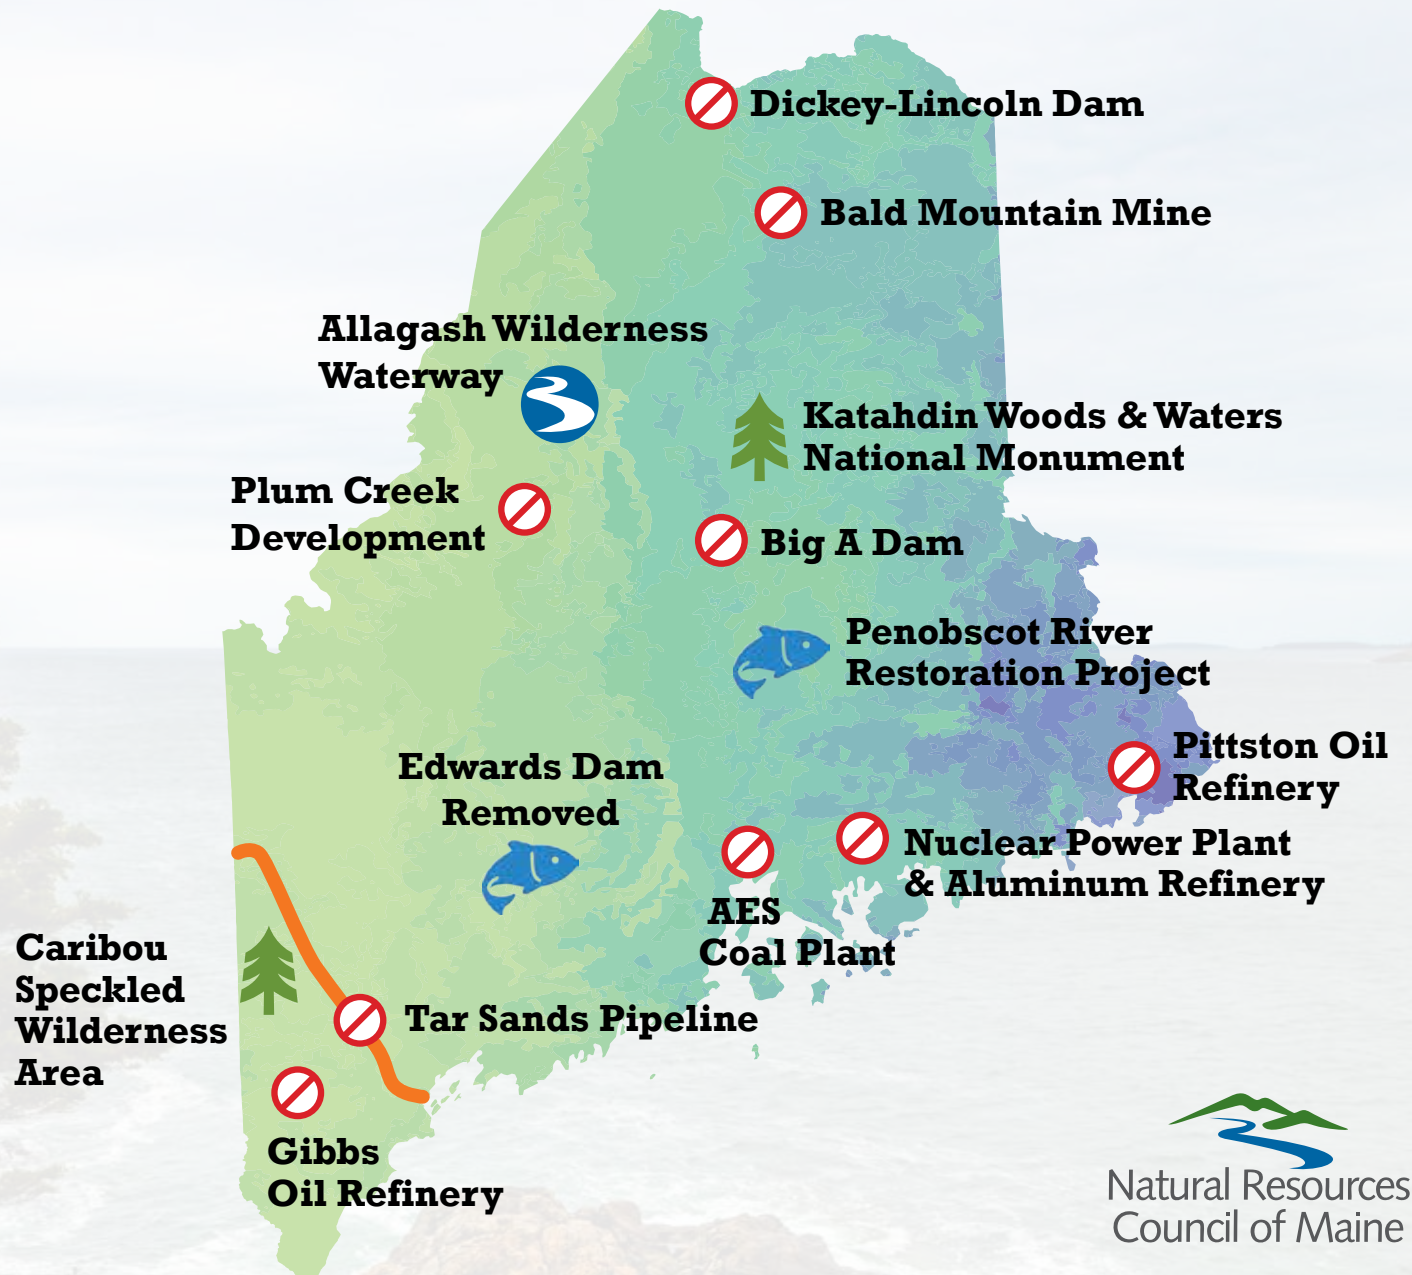 Dickey-Lincoln Dam
Bald Mountain Mine
Allagash Wilderness
Waterway
Katahdin Woods & Waters
National Monument
Plum Creek
Development
Big A Dam
Penobscot River
Restoration Project
Pittston Oil
Refinery
Edwards Dam
Removed
Nuclear Power Plant
& Aluminum Refinery
AES
Coal Plant
Caribou
Speckled
Wilderness
Area
Tar Sands Pipeline
Gibbs
Oil Refinery
Natural Resources
Council of Maine